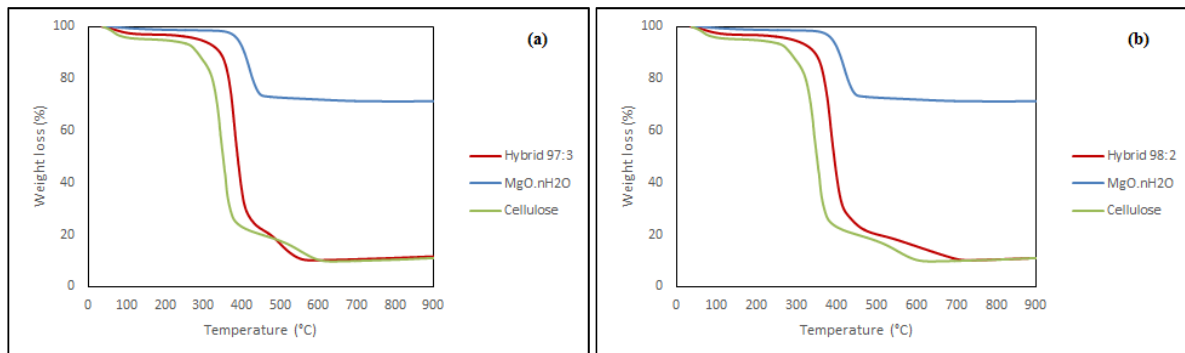 (a)
Weight loss (%)
100
80
60
40
20
0
0 100 200 300 400 500 600 700 800 900
Temperature (°C)
Hybrid 97:3
MgO.nH2O
Cellulose
(b)
Weight loss (%)
100
80
60
40
20
0
0 100 200 300 400 500 600 700 800 900
Temperature (°C)
Hybrid 98:2
MgO.nH2O
Cellulose